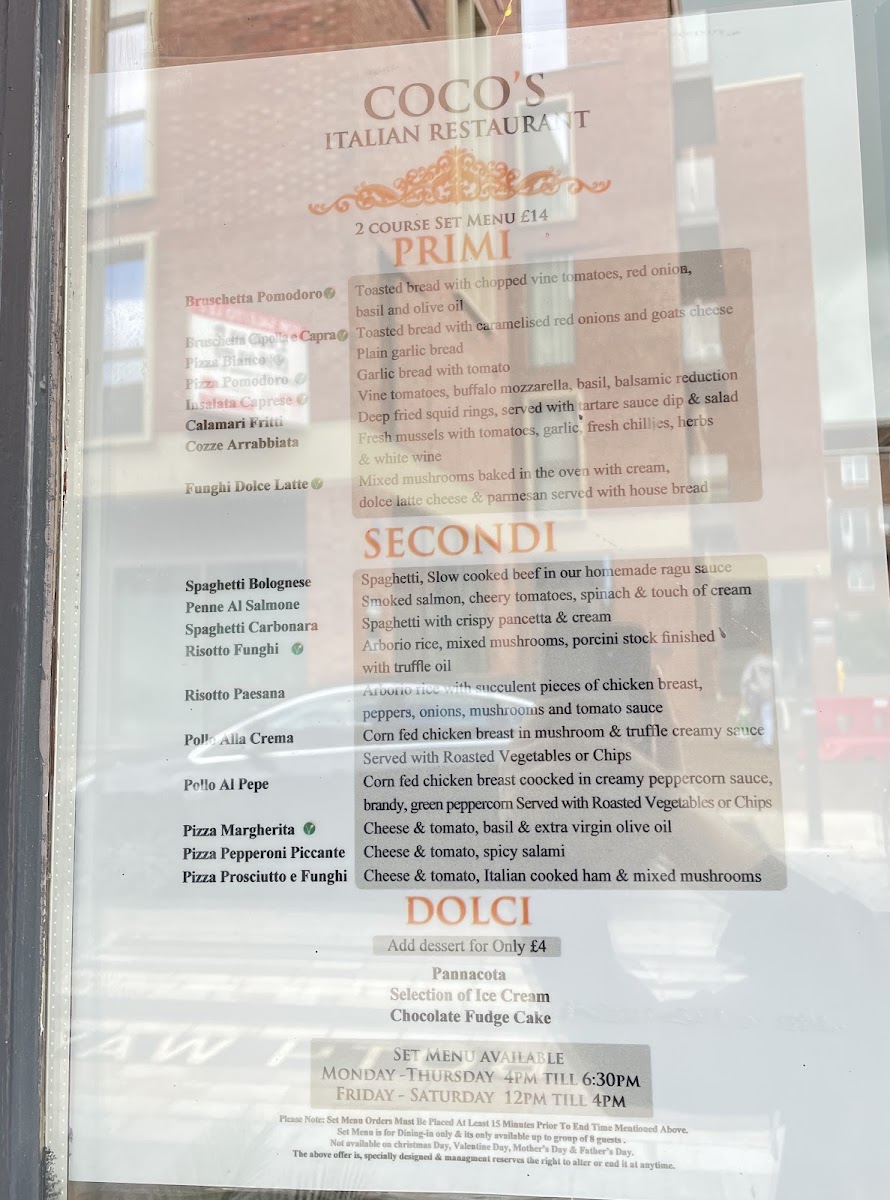 COCO'S
ITALIAN RESTAURANT
2 COURSE SET MENU £14
PRIMI
Bruschetta Pomodoro Toasted bread with chopped vine tomatoes, red onion,
basil and olive oil
Bruschetta Cipolla e Capra Toasted bread with caramelised red onions and goats cheese
Pizza Bianco Plain garlic bread
Pizza Pomodoro Garlic bread with tomato
Insalata Caprese Vine tomatoes, buffalo mozzarella, basil, balsamic reduction
Calamari Fritti Deep fried squid rings, served with tartare sauce dip & salad
Cozze Arrabbiata Fresh mussels with tomatoes, garlic, fresh chillies, herbs
& white wine
Funghi Dolce Latte Mixed mushrooms baked in the oven with cream,
dolce latte cheese & parmesan served with house bread
SECONDI
Spaghetti Bolognese Spaghetti, Slow cooked beef in our homemade ragu sauce
Penne Al Salmone Smoked salmon, cheery tomatoes, spinach & touch of cream
Spaghetti Carbonara Spaghetti with crispy pancetta & cream
Risotto Funghi Arborio rice, mixed mushrooms, porcini stock finished
with truffle oil
Risotto Paesana Arborio rice with succulent pieces of chicken breast,
peppers, onions, mushrooms and tomato sauce
Pollo Alla Crema Corn fed chicken breast in mushroom & truffle creamy sauce
Served with Roasted Vegetables or Chips
Pollo Al Pepe Corn fed chicken breast coocked in creamy peppercorn sauce,
brandy, green peppercorn Served with Roasted Vegetables or Chips
Pizza Margherita Cheese & tomato, basil & extra virgin olive oil
Pizza Pepperoni Piccante Cheese & tomato, spicy salami
Pizza Prosciutto e Funghi Cheese & tomato, Italian cooked ham & mixed mushrooms
DOLCI
Add dessert for Only £4
Pannacota
Selection of Ice Cream
Chocolate Fudge Cake
SET MENU AVAILABLE
MONDAY -THURSDAY 4PM TILL 6:30PM
FRIDAY - SATURDAY 12PM TILL 4PM
Please Note: Set Menu Orders Must Be Placed At Least 15 Minutes Prior To End Time Mentioned Above.
Set Menu is for Dining-in only & its only available up to group of 8 guests .
Not available on christmas Day, Valentine Day, Mother's Day & Father's Day.
The above offer is, specially designed & managment reserves the right to alter or end it at anytime.